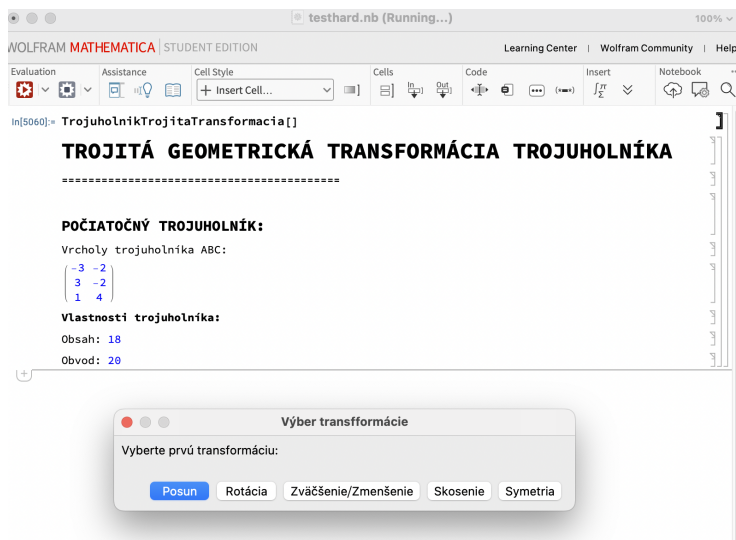 testhard.nb (Running...)
100%
WOLFRAM MATHEMATICA | STUDENT EDITION
Learning Center | Wolfram Community | Help
Evaluation Assistance Cell Style Cells Code Insert Notebook
+ Insert Cell... In Out
In[5060]:= TrojuholnikTrojitaTransformacia[]
TROJITÁ GEOMETRICKÁ TRANSFORMÁCIA TROJUHOLNÍKA
==========================================
POČIATOČNÝ TROJUHOLNÍK:
Vrcholy trojuholníka ABC:
-3 -2
3 -2
1 4
Vlastnosti trojuholníka:
Obsah: 18
Obvod: 20
Výber transfformácie
Vyberte prvú transformáciu:
Posun Rotácia Zväčšenie/Zmenšenie Skosenie Symetria